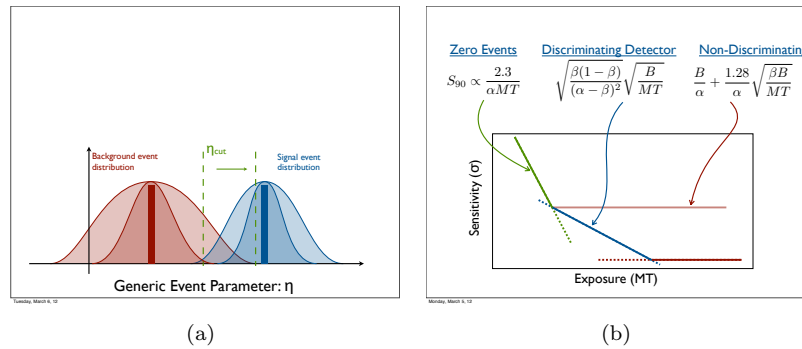 Background event
distribution
ηcut
Signal event
distribution
Generic Event Parameter: η
Tuesday, March 6, 12
(a)
Zero Events Discriminating Detector Non-Discriminating
S₉₀ ∝ 2.3/(αMT) √(β(1 − β)/(α − β)²) √(B/MT) B/α + 1.28/α √(βB/MT)
Sensitivity (σ)
Exposure (MT)
Monday, March 5, 12
(b)